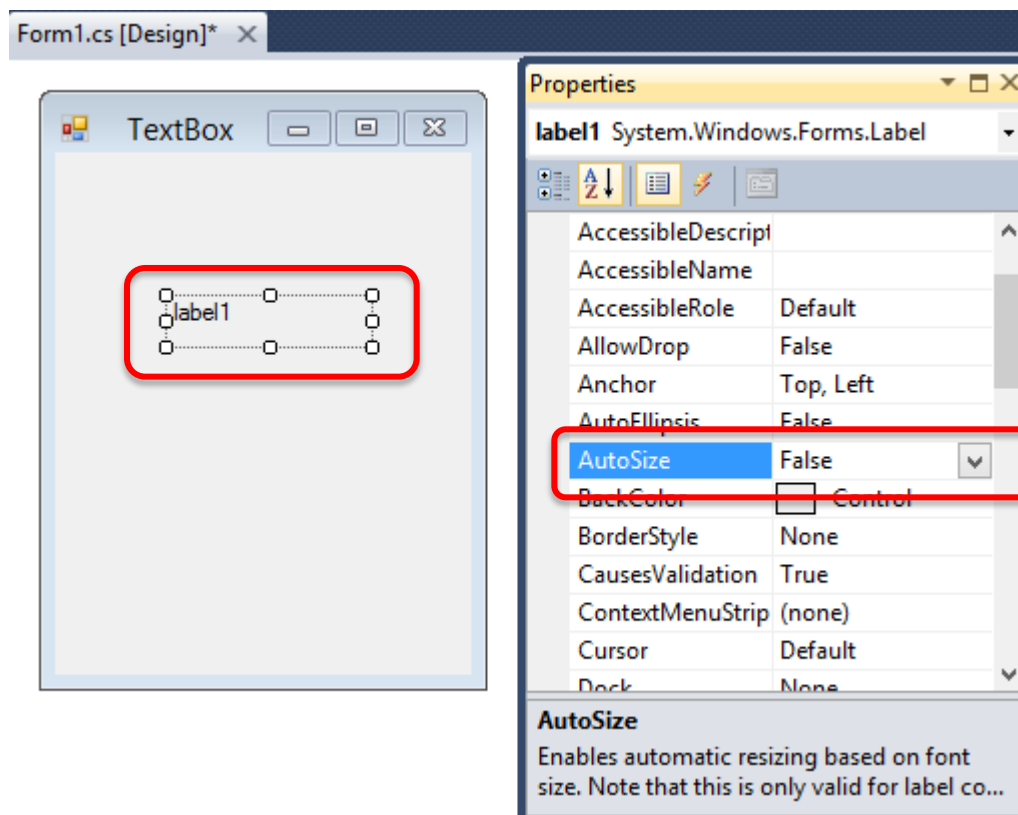 Form1.cs [Design]*
TextBox
label1
Properties
label1 System.Windows.Forms.Label
AccessibleDescript
AccessibleName
AccessibleRole Default
AllowDrop False
Anchor Top, Left
AutoEllipsis False
AutoSize False
BackColor Control
BorderStyle None
CausesValidation True
ContextMenuStrip (none)
Cursor Default
Dock None
AutoSize
Enables automatic resizing based on font
size. Note that this is only valid for label co...